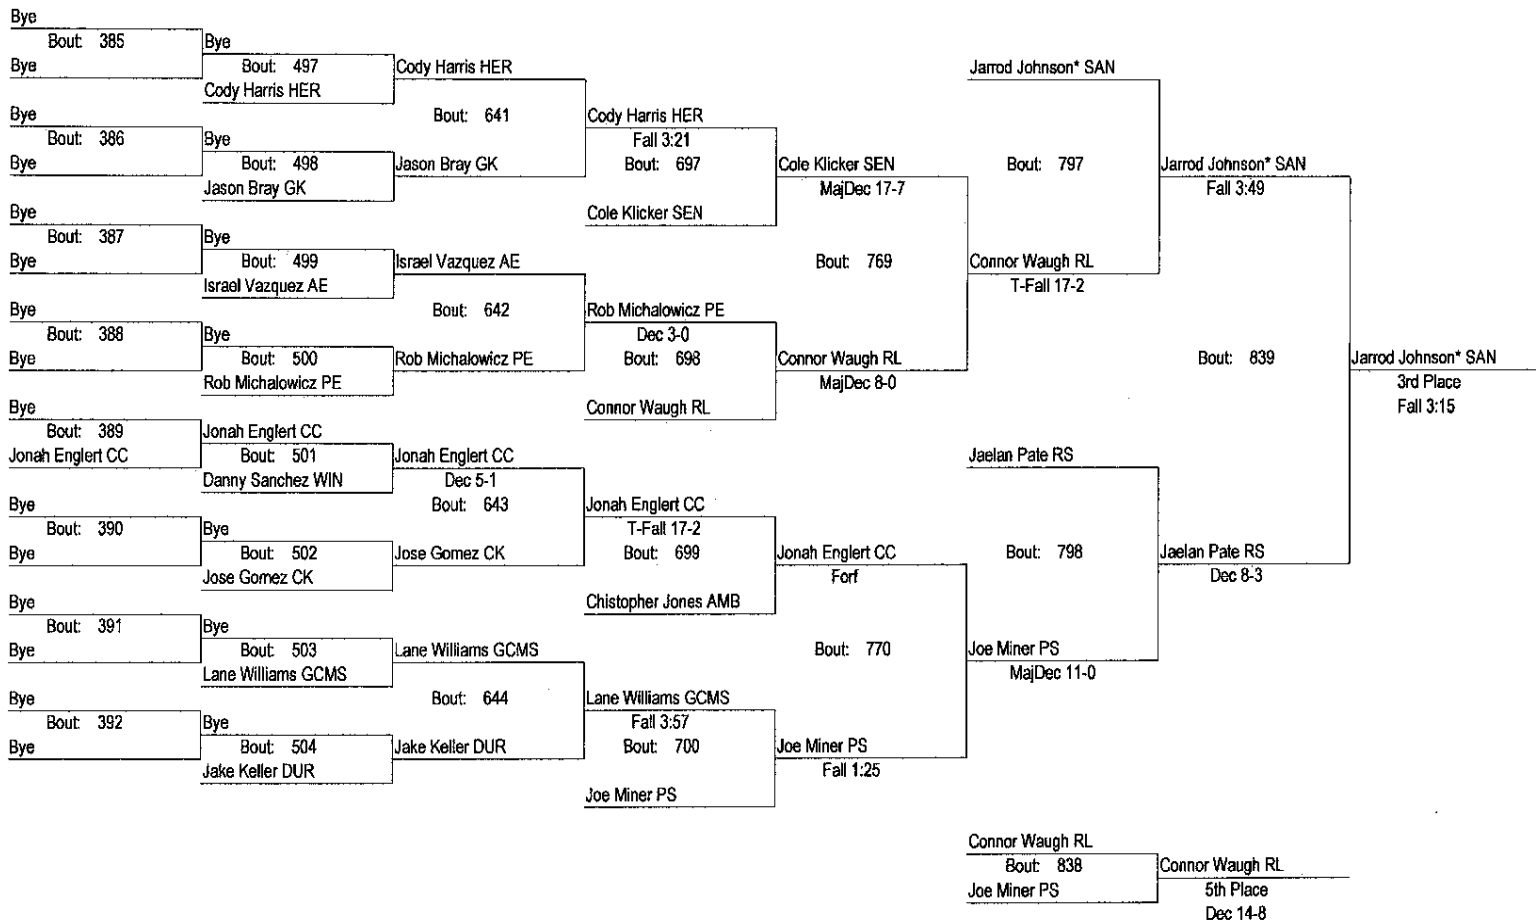 Bye
Bout: 385
Bye
Bye
Bout: 497
Cody Harris HER
Cody Harris HER
Bout: 641
Bye
Bout: 386
Bye
Bye
Bout: 498
Jason Bray GK
Jason Bray GK
Cody Harris HER
Fall 3:21
Bout: 697
Cole Klicker SEN
Cole Klicker SEN
MajDec 17-7
Bye
Bout: 387
Bye
Bye
Bout: 499
Israel Vazquez AE
Israel Vazquez AE
Bout: 642
Bye
Bout: 388
Bye
Bye
Bout: 500
Rob Michalowicz PE
Rob Michalowicz PE
Rob Michalowicz PE
Dec 3-0
Bout: 698
Connor Waugh RL
Connor Waugh RL
MajDec 8-0
Bout: 769
Jarrod Johnson* SAN
Bout: 797
Connor Waugh RL
T-Fall 17-2
Jarrod Johnson* SAN
Fall 3:49
Bye
Bout: 389
Jonah Englert CC
Jonah Englert CC
Bout: 501
Danny Sanchez WIN
Jonah Englert CC
Dec 5-1
Bout: 643
Bye
Bout: 390
Bye
Bye
Bout: 502
Jose Gomez CK
Jose Gomez CK
Jonah Englert CC
T-Fall 17-2
Bout: 699
Chistopher Jones AMB
Jonah Englert CC
Forf
Bye
Bout: 391
Bye
Bye
Bout: 503
Lane Williams GCMS
Lane Williams GCMS
Bout: 644
Bye
Bout: 392
Bye
Bye
Bout: 504
Jake Keller DUR
Jake Keller DUR
Lane Williams GCMS
Fall 3:57
Bout: 700
Joe Miner PS
Joe Miner PS
Fall 1:25
Bout: 770
Jaelan Pate RS
Bout: 798
Joe Miner PS
MajDec 11-0
Jaelan Pate RS
Dec 8-3
Bout: 839
Jarrod Johnson* SAN
3rd Place
Fall 3:15
Connor Waugh RL
Bout: 838
Joe Miner PS
Connor Waugh RL
5th Place
Dec 14-8